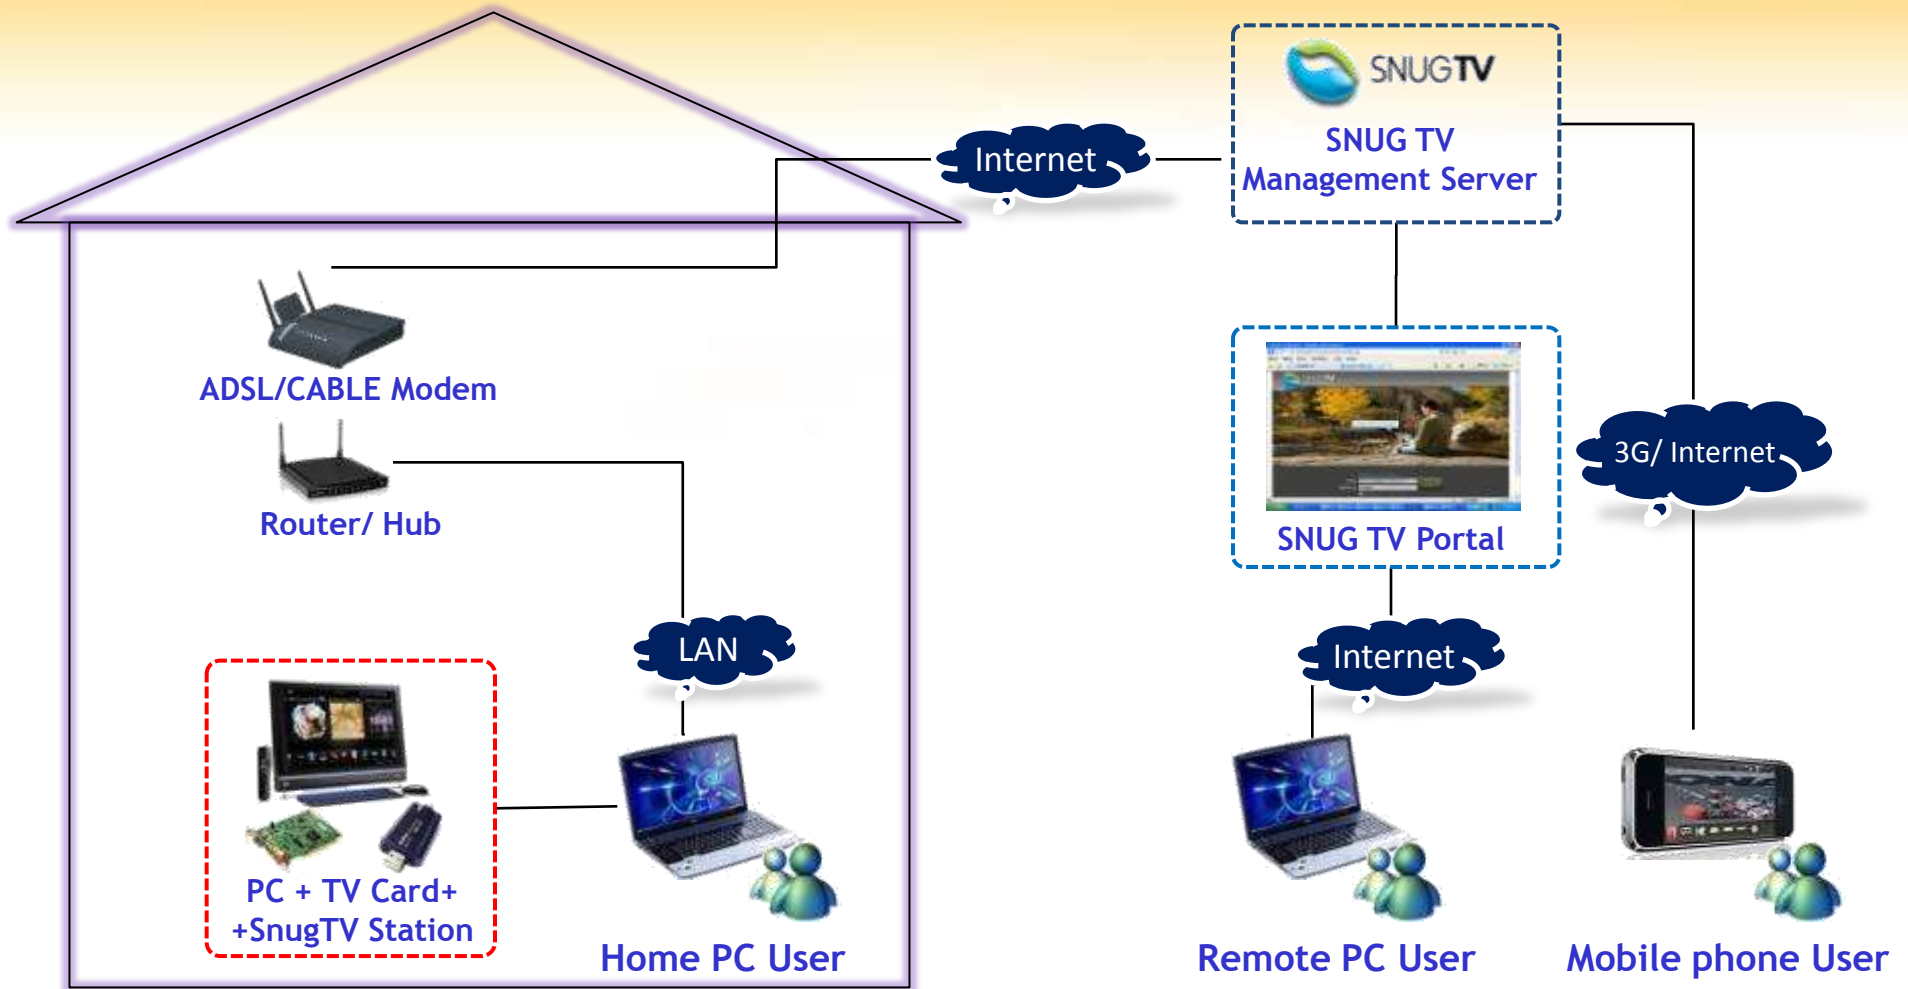 SNUGTV
SNUG TV
Management Server
Internet
ADSL/CABLE Modem
Router/ Hub
3G/ Internet
SNUG TV Portal
LAN
Internet
PC + TV Card+
+SnugTV Station
Home PC User
Remote PC User
Mobile phone User